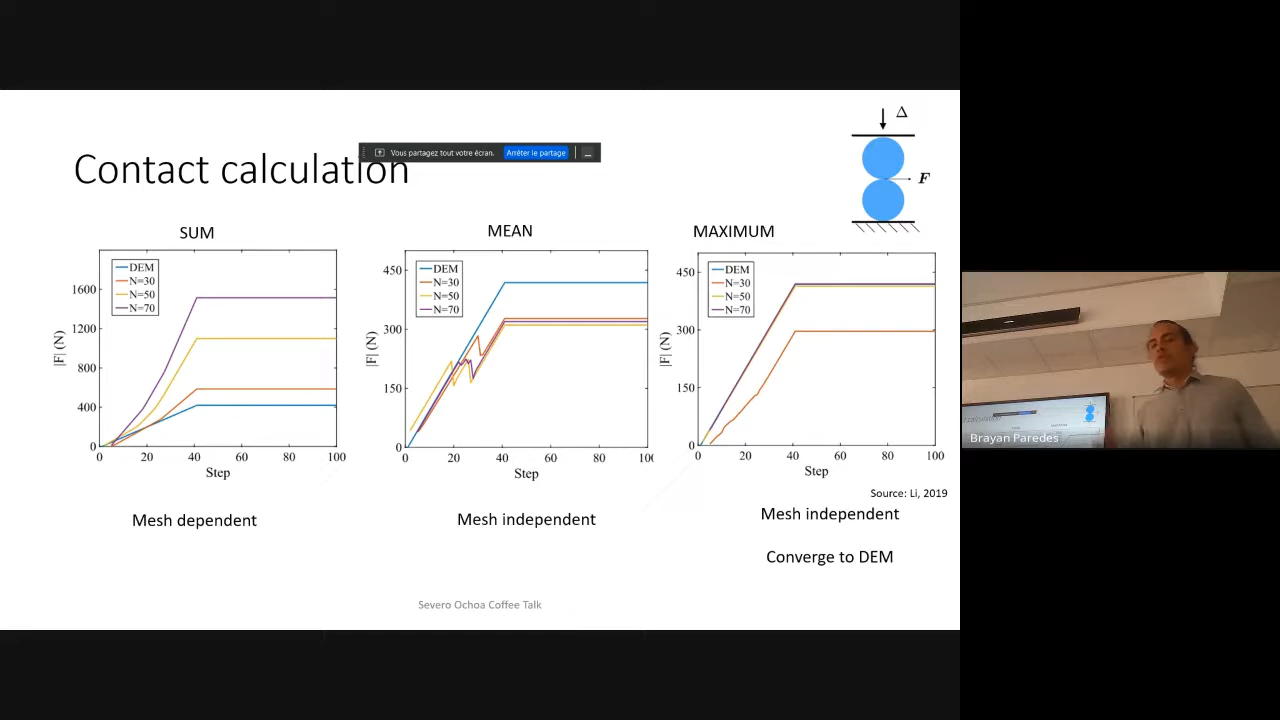 Δ
Vous partagez tout votre écran. Arrêter le partage
Contact calculation
F
SUM
MEAN
MAXIMUM
DEM
N=30
N=50
N=70
1600
1200
800
400
0
|F| (N)
0 20 40 60 80 100
Step
DEM
N=30
N=50
N=70
450
300
150
0
|F| (N)
0 20 40 60 80 100
Step
DEM
N=30
N=50
N=70
450
300
150
0
|F| (N)
0 20 40 60 80 100
Step
Source: Li, 2019
Mesh dependent
Mesh independent
Mesh independent
Converge to DEM
Severo Ochoa Coffee Talk
Brayan Paredes